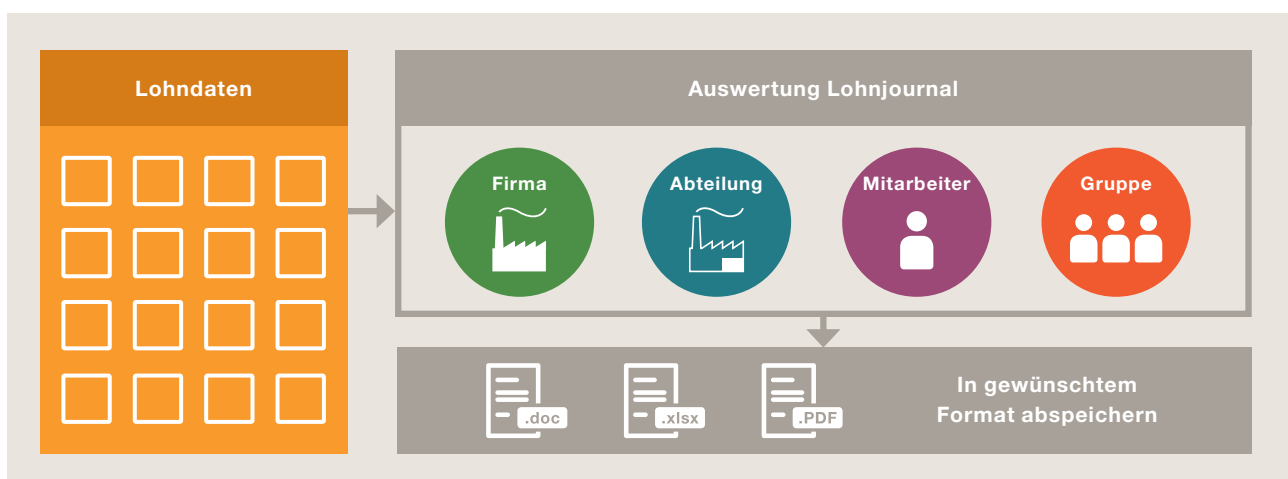 Lohndaten
Auswertung Lohnjournal
Firma
Abteilung
Mitarbeiter
Gruppe
.doc
.xlsx
.PDF
In gewünschtem
Format abspeichern